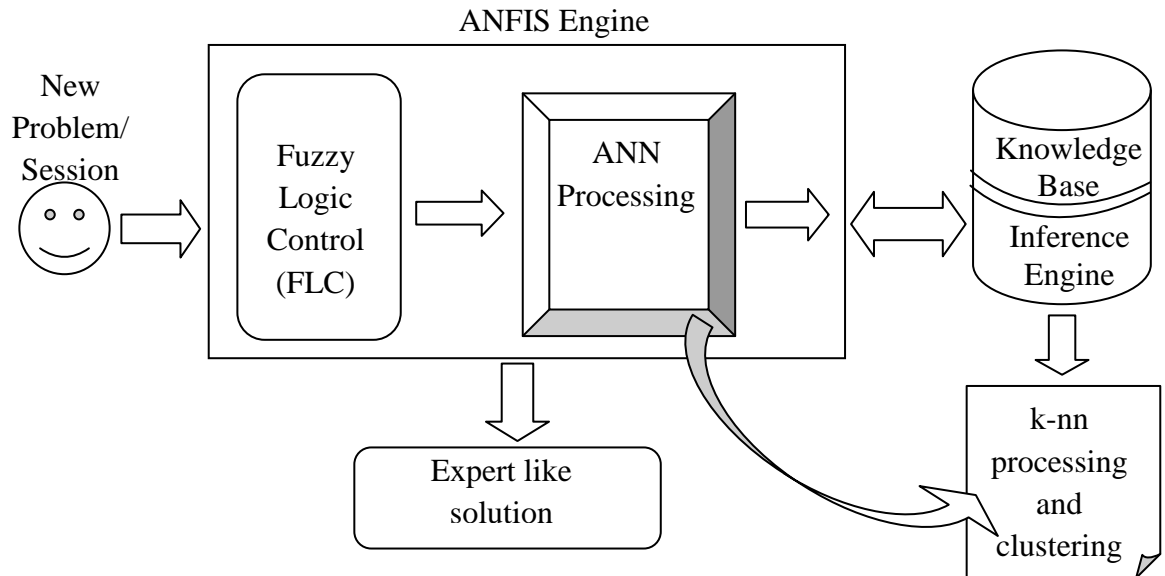 ANFIS Engine
New
Problem/
Session
Fuzzy
Logic
Control
(FLC)
ANN
Processing
Knowledge
Base
Inference
Engine
Expert like
solution
k-nn
processing
and
clustering